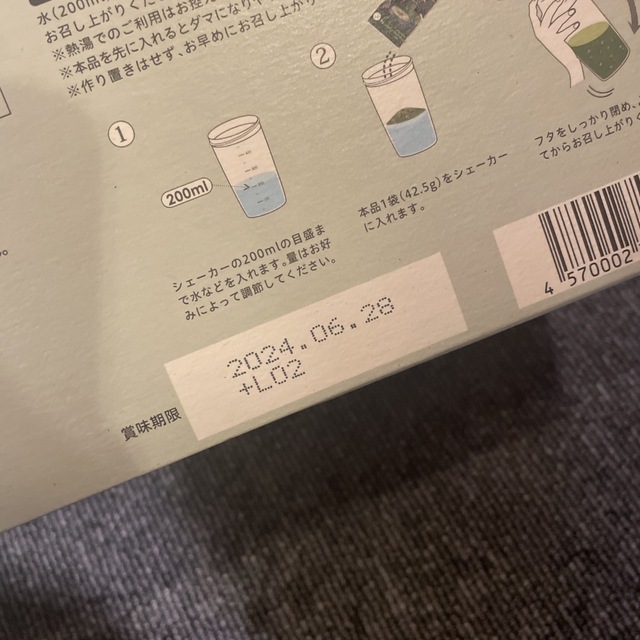 水(200ml)
お召し上がりくだ
※熱湯でのご利用はお控え
※本品を先に入れるとダマになりや
※作り置きはせず、お早めにお召し上がり
1
2
200ml
シェーカーの200mlの目盛ま
で水などを入れます。量はお好
みによって調節してください。
本品1袋(42.5g)をシェーカー
に入れます。
フタをしっかり閉め、
てからお召し上がりく
4 570002
賞味期限
2024.06.28
+L02